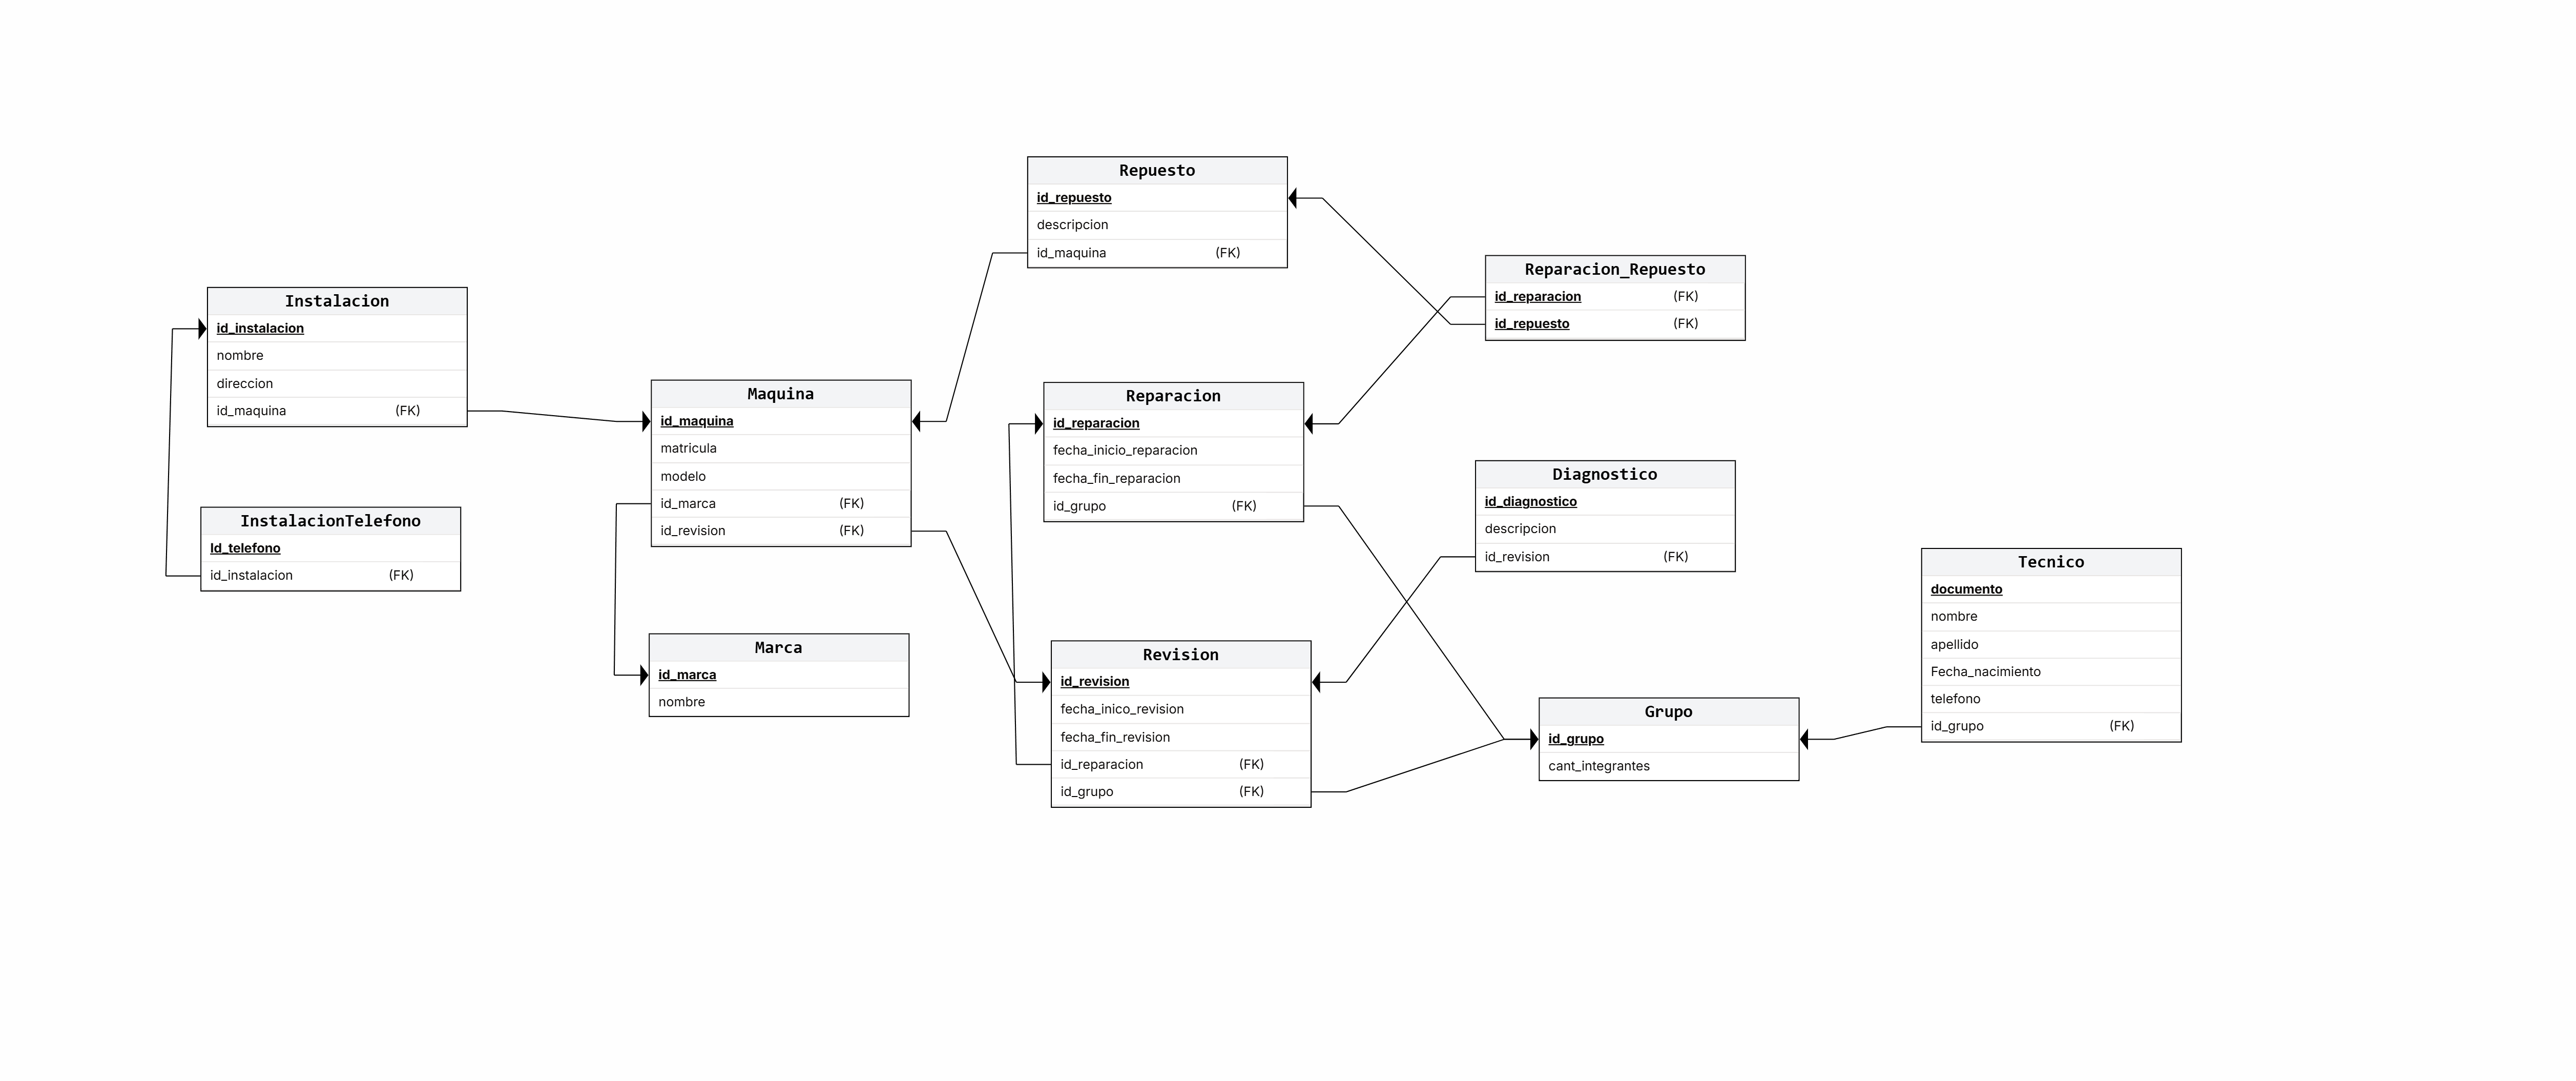 Repuesto
id_repuesto
descripcion
id_maquina (FK)
Reparacion_Repuesto
id_reparacion (FK)
id_repuesto (FK)
Instalacion
id_instalacion
nombre
direccion
id_maquina (FK)
Maquina
id_maquina
matricula
modelo
id_marca (FK)
id_revision (FK)
Reparacion
id_reparacion
fecha_inicio_reparacion
fecha_fin_reparacion
id_grupo (FK)
Diagnostico
id_diagnostico
descripcion
id_revision (FK)
InstalacionTelefono
Id_telefono
id_instalacion (FK)
Tecnico
documento
nombre
apellido
Fecha_nacimiento
telefono
id_grupo (FK)
Marca
id_marca
nombre
Revision
id_revision
fecha_inico_revision
fecha_fin_revision
id_reparacion (FK)
id_grupo (FK)
Grupo
id_grupo
cant_integrantes